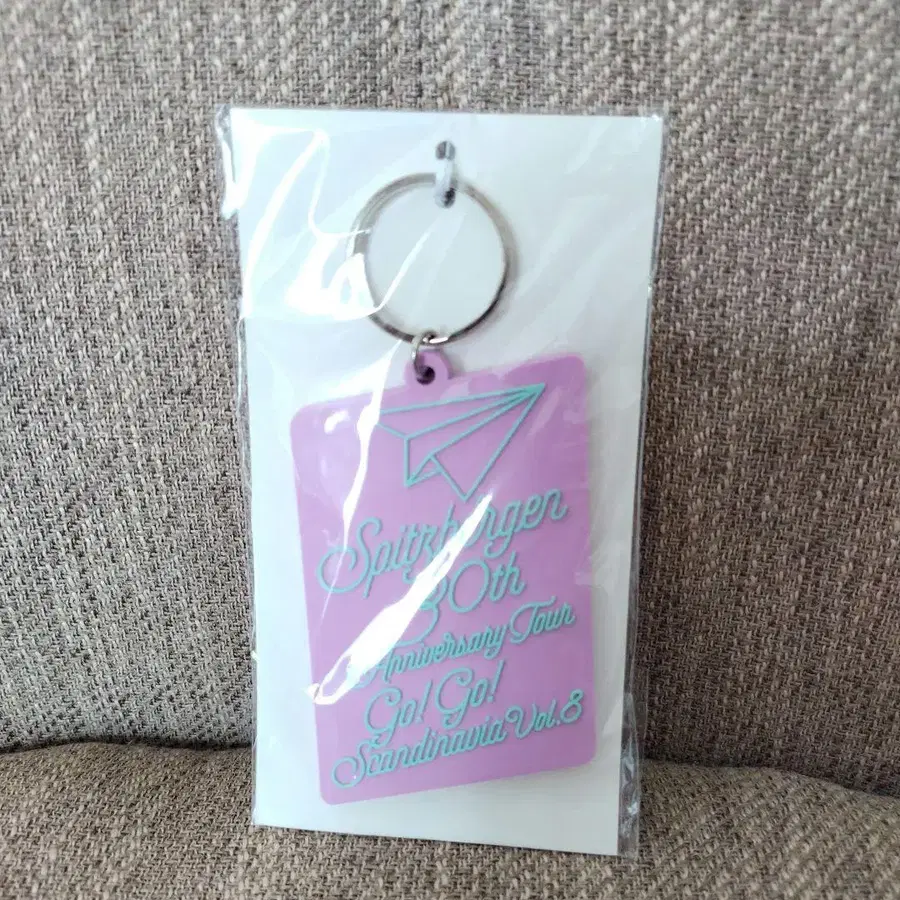 Spitzbergen
30th
Anniversary Tour
Go! Go!
Scandinavia Vol.8